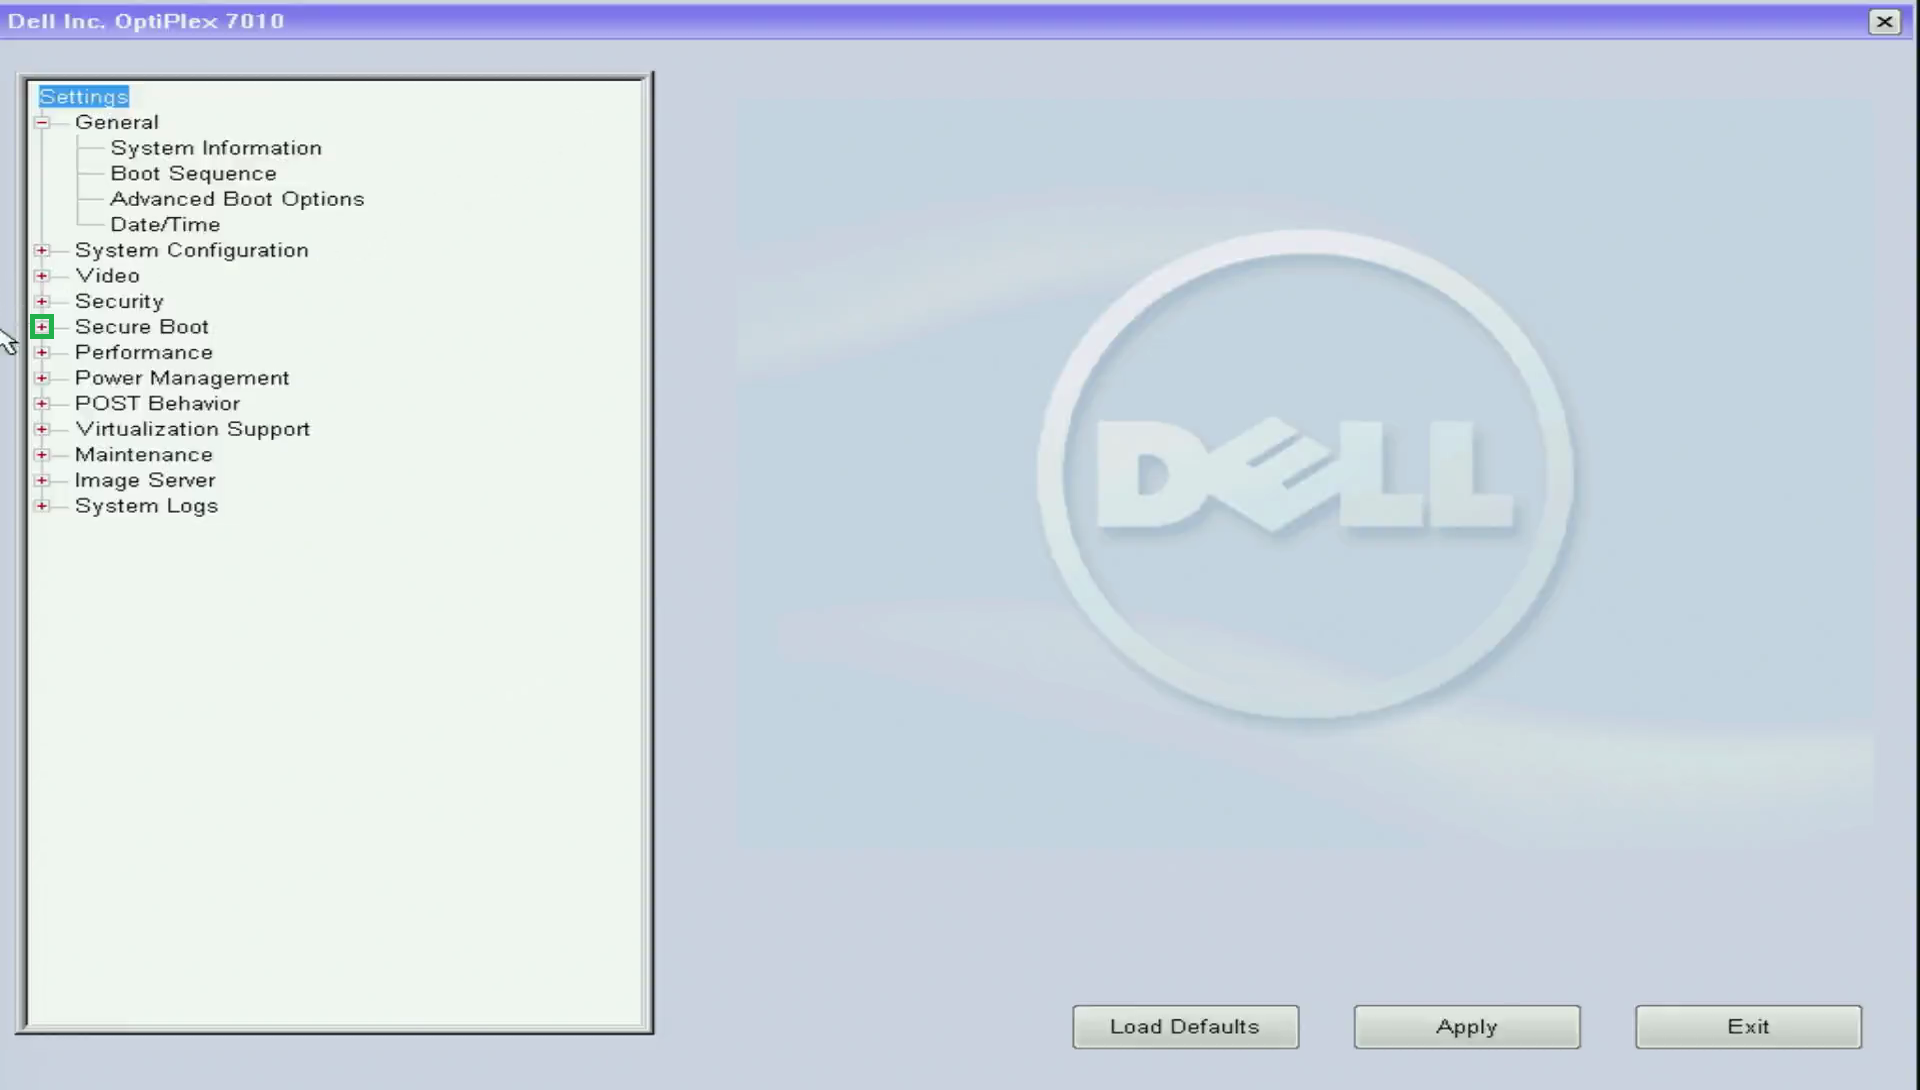 Dell Inc. OptiPlex 7010
Settings
General
System Information
Boot Sequence
Advanced Boot Options
Date/Time
System Configuration
Video
Security
Secure Boot
Performance
Power Management
POST Behavior
Virtualization Support
Maintenance
Image Server
System Logs
DELL
Load Defaults
Apply
Exit